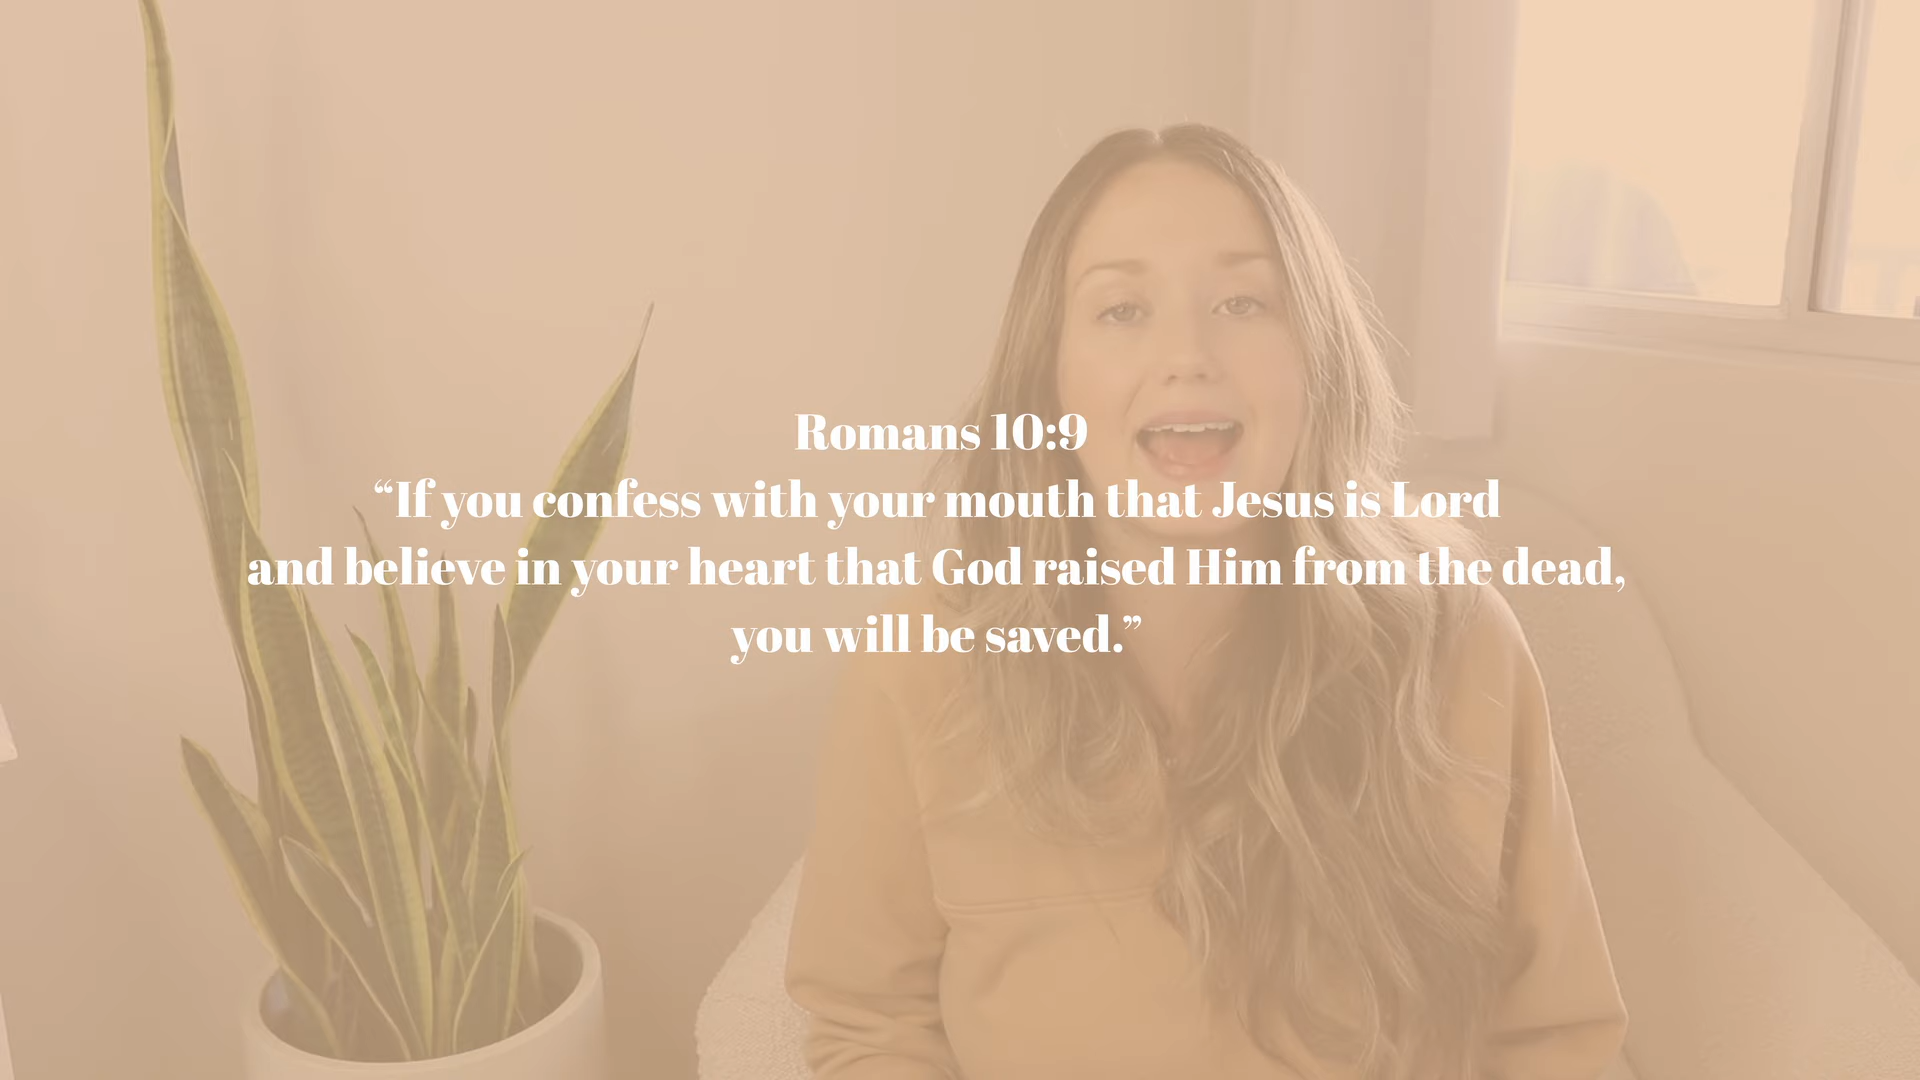 Romans 10:9
“If you confess with your mouth that Jesus is Lord
and believe in your heart that God raised Him from the dead,
you will be saved.”